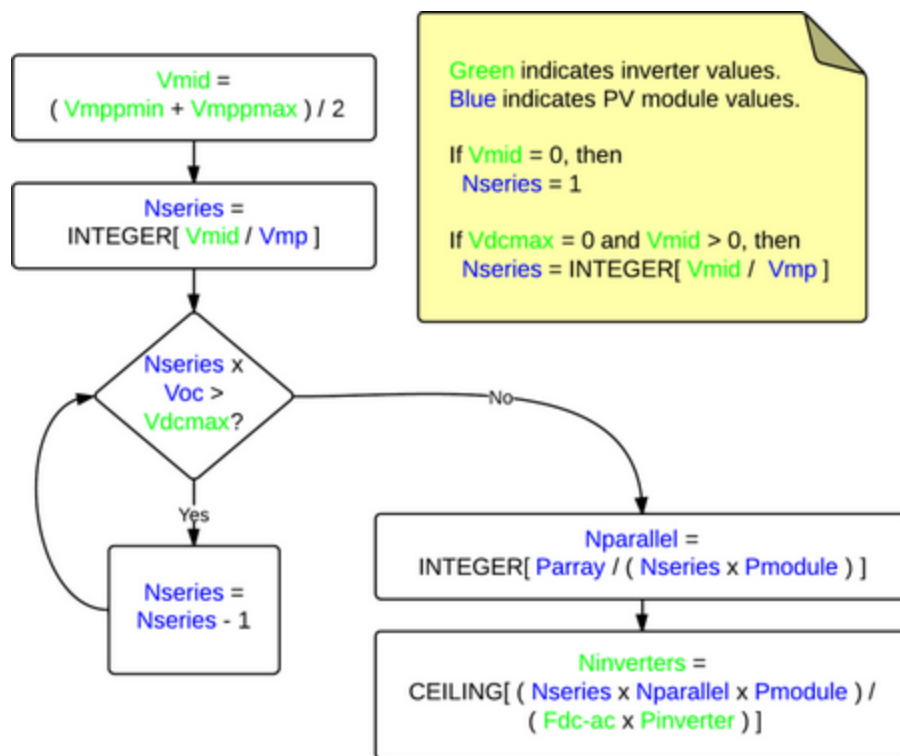 Vmid =
( Vmppmin + Vmppmax ) / 2
Nseries =
INTEGER[ Vmid / Vmp ]
Nseries x
Voc >
Vdcmax?
Yes
Nseries =
Nseries - 1
No
Nparallel =
INTEGER[ Parray / ( Nseries x Pmodule ) ]
Ninverters =
CEILING[ ( Nseries x Nparallel x Pmodule ) /
( Fdc-ac x Pinverter ) ]
Green indicates inverter values.
Blue indicates PV module values.
If Vmid = 0, then
Nseries = 1
If Vdcmax = 0 and Vmid > 0, then
Nseries = INTEGER[ Vmid / Vmp ]